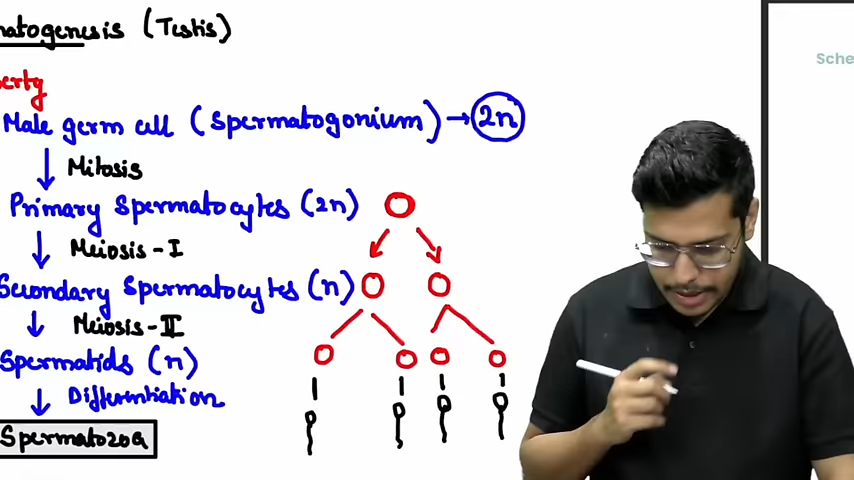 matogenesis (Testis)
erty
Male germ cell (Spermatogonium) → 2n
Mitosis
Primary Spermatocytes (2n)
Meiosis - I
Secondary Spermatocytes (n)
Meiosis - II
Spermatids (n)
Differentiation
Spermatozoa
Sche